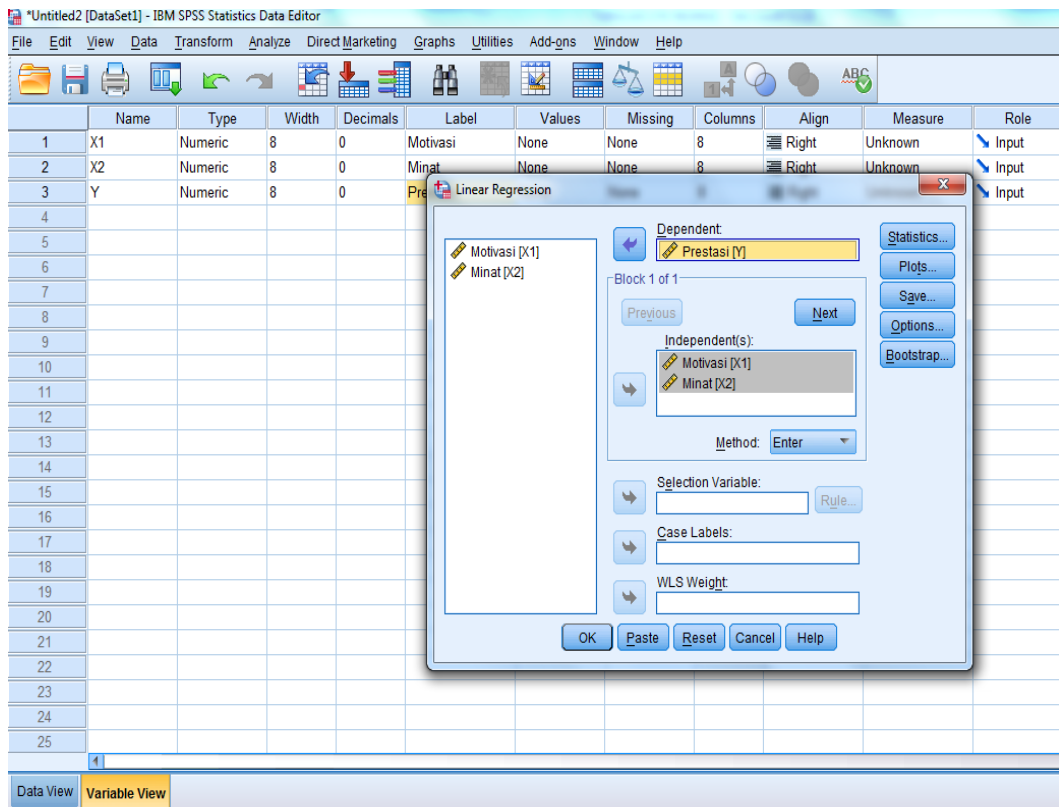 *Untitled2 [DataSet1] - IBM SPSS Statistics Data Editor
File Edit View Data Transform Analyze Direct Marketing Graphs Utilities Add-ons Window Help
A
1
ABC
Name Type Width Decimals Label Values Missing Columns Align Measure Role
1 X1 Numeric 8 0 Motivasi None None 8 Right Unknown Input
2 X2 Numeric 8 0 Minat None None 8 Right Unknown Input
3 Y Numeric 8 0 Pre None Right Input
4
5
6
7
8
9
10
11
12
13
14
15
16
17
18
19
20
21
22
23
24
25
Linear Regression
Motivasi [X1]
Minat [X2]
Dependent:
Prestasi [Y]
Block 1 of 1
Previous
Next
Independent(s):
Motivasi [X1]
Minat [X2]
Method: Enter
Selection Variable:
Rule...
Case Labels:
WLS Weight:
Statistics...
Plots...
Save...
Options...
Bootstrap...
OK Paste Reset Cancel Help
Data View Variable View